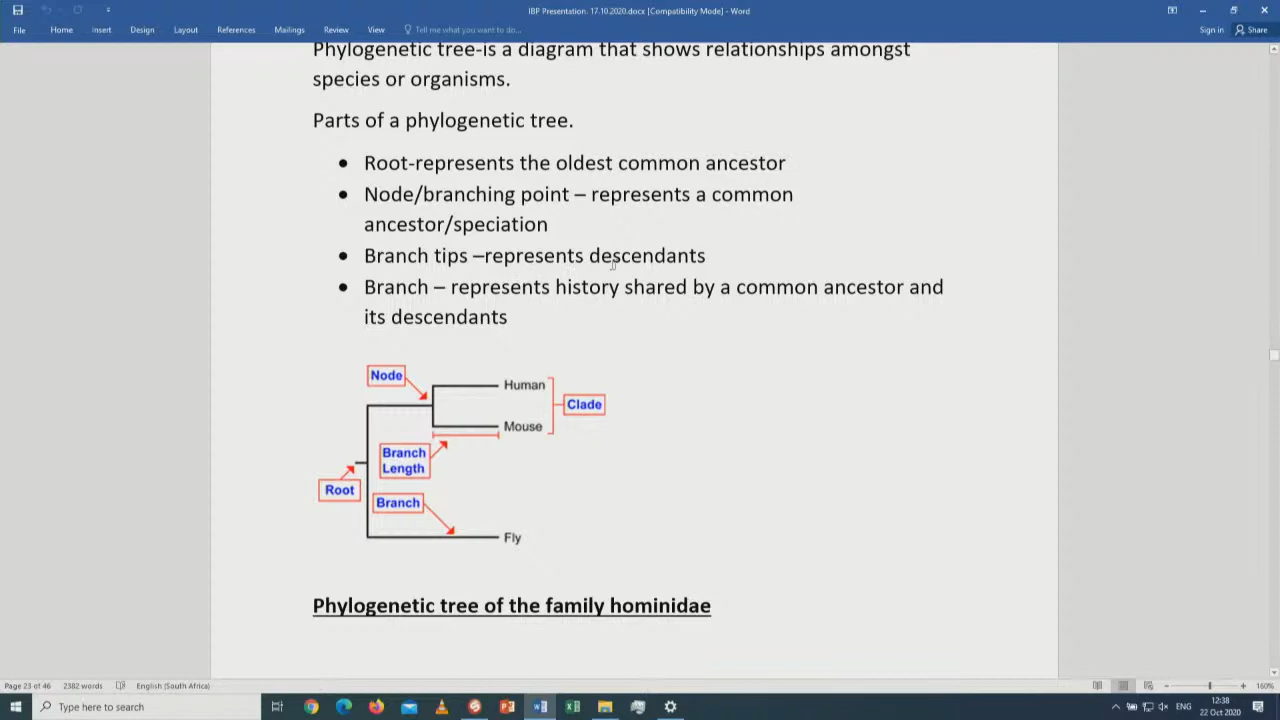 IBP Presentation. 17.10.2020.docx [Compatibility Mode] - Word
File Home Insert Design Layout References Mailings Review View Tell me what you want to do... Sign in Share
Phylogenetic tree-is a diagram that shows relationships amongst
species or organisms.
Parts of a phylogenetic tree.
• Root-represents the oldest common ancestor
• Node/branching point – represents a common
ancestor/speciation
• Branch tips –represents descendants
• Branch – represents history shared by a common ancestor and
its descendants
Node
Human
Clade
Mouse
Branch
Length
Root
Branch
Fly
Phylogenetic tree of the family hominidae
Page 23 of 46 2382 words English (South Africa) 160%
Type here to search
ENG
12:38
22 Oct 2020